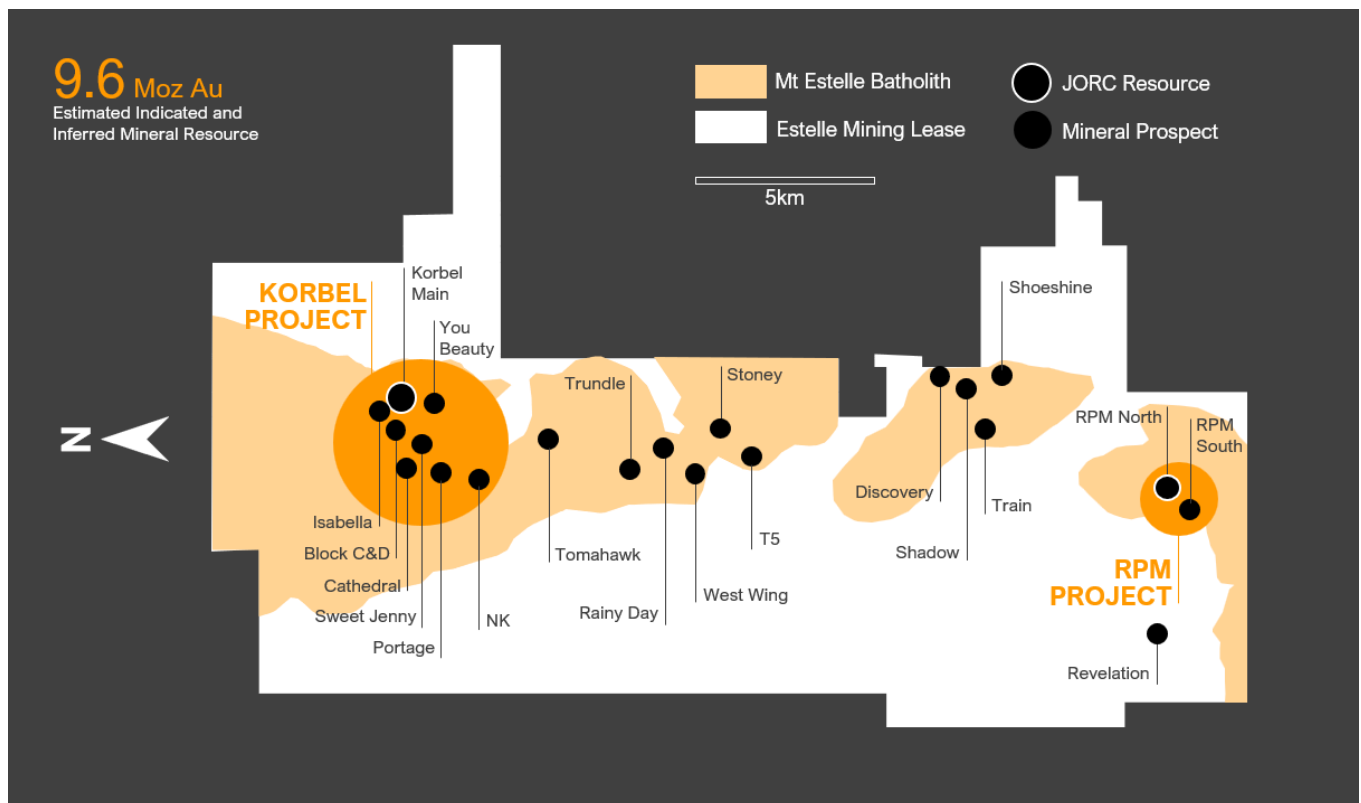 9.6 Moz Au
Estimated Indicated and
Inferred Mineral Resource
Mt Estelle Batholith
Estelle Mining Lease
JORC Resource
Mineral Prospect
5km
N
KORBEL
PROJECT
Korbel
Main
You
Beauty
Trundle
Stoney
Shoeshine
RPM North
RPM
South
Isabella
Block C&D
Cathedral
Sweet Jenny
Portage
NK
Tomahawk
Rainy Day
West Wing
T5
Discovery
Shadow
Train
RPM
PROJECT
Revelation